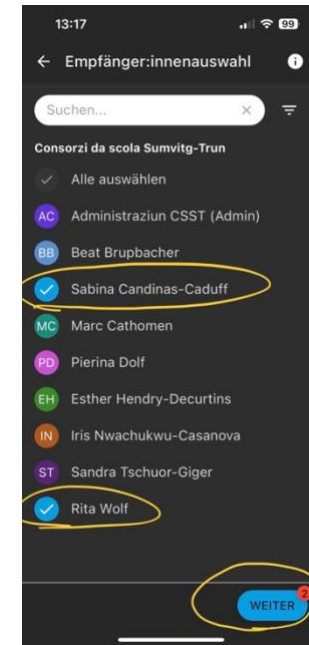 13:17
99
Empfänger:innenauswahl
Suchen...
Consorzi da scola Sumvitg-Trun
Alle auswählen
AC Administraziun CSST (Admin)
BB Beat Brupbacher
Sabina Candinas-Caduff
MC Marc Cathomen
PD Pierina Dolf
EH Esther Hendry-Decurtins
IN Iris Nwachukwu-Casanova
ST Sandra Tschuor-Giger
Rita Wolf
2
WEITER